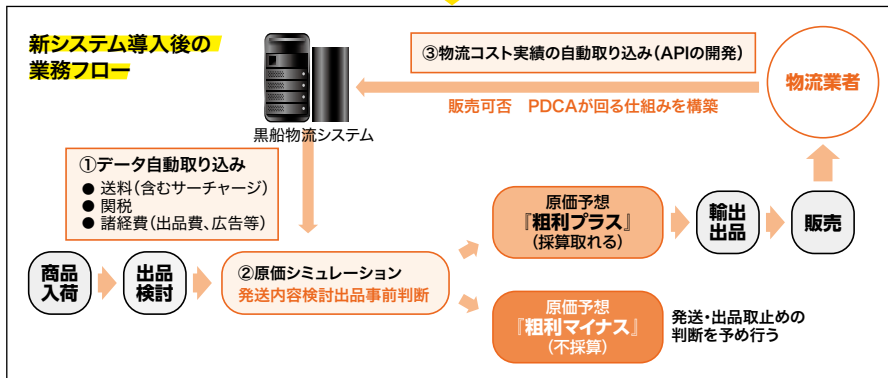 新システム導入後の
業務フロー
③物流コスト実績の自動取り込み(APIの開発)
物流業者
販売可否　PDCAが回る仕組みを構築
黒船物流システム
①データ自動取り込み
● 送料(含むサーチャージ)
● 関税
● 諸経費(出品費、広告等)
商品
入荷
出品
検討
②原価シミュレーション
発送内容検討出品事前判断
原価予想
『粗利プラス』
(採算取れる)
輸出
出品
販売
原価予想
『粗利マイナス』
(不採算)
発送・出品取止めの
判断を予め行う